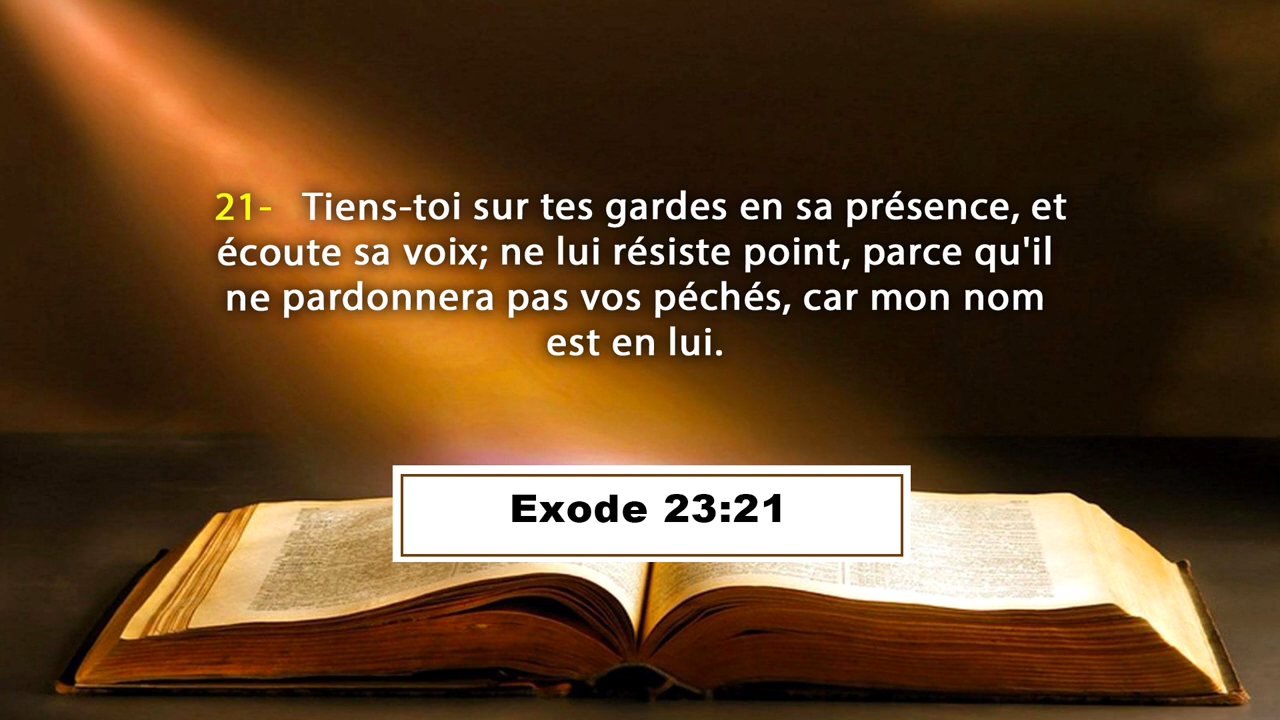 21- Tiens-toi sur tes gardes en sa présence, et
écoute sa voix; ne lui résiste point, parce qu'il
ne pardonnera pas vos péchés, car mon nom
est en lui.
Exode 23:21